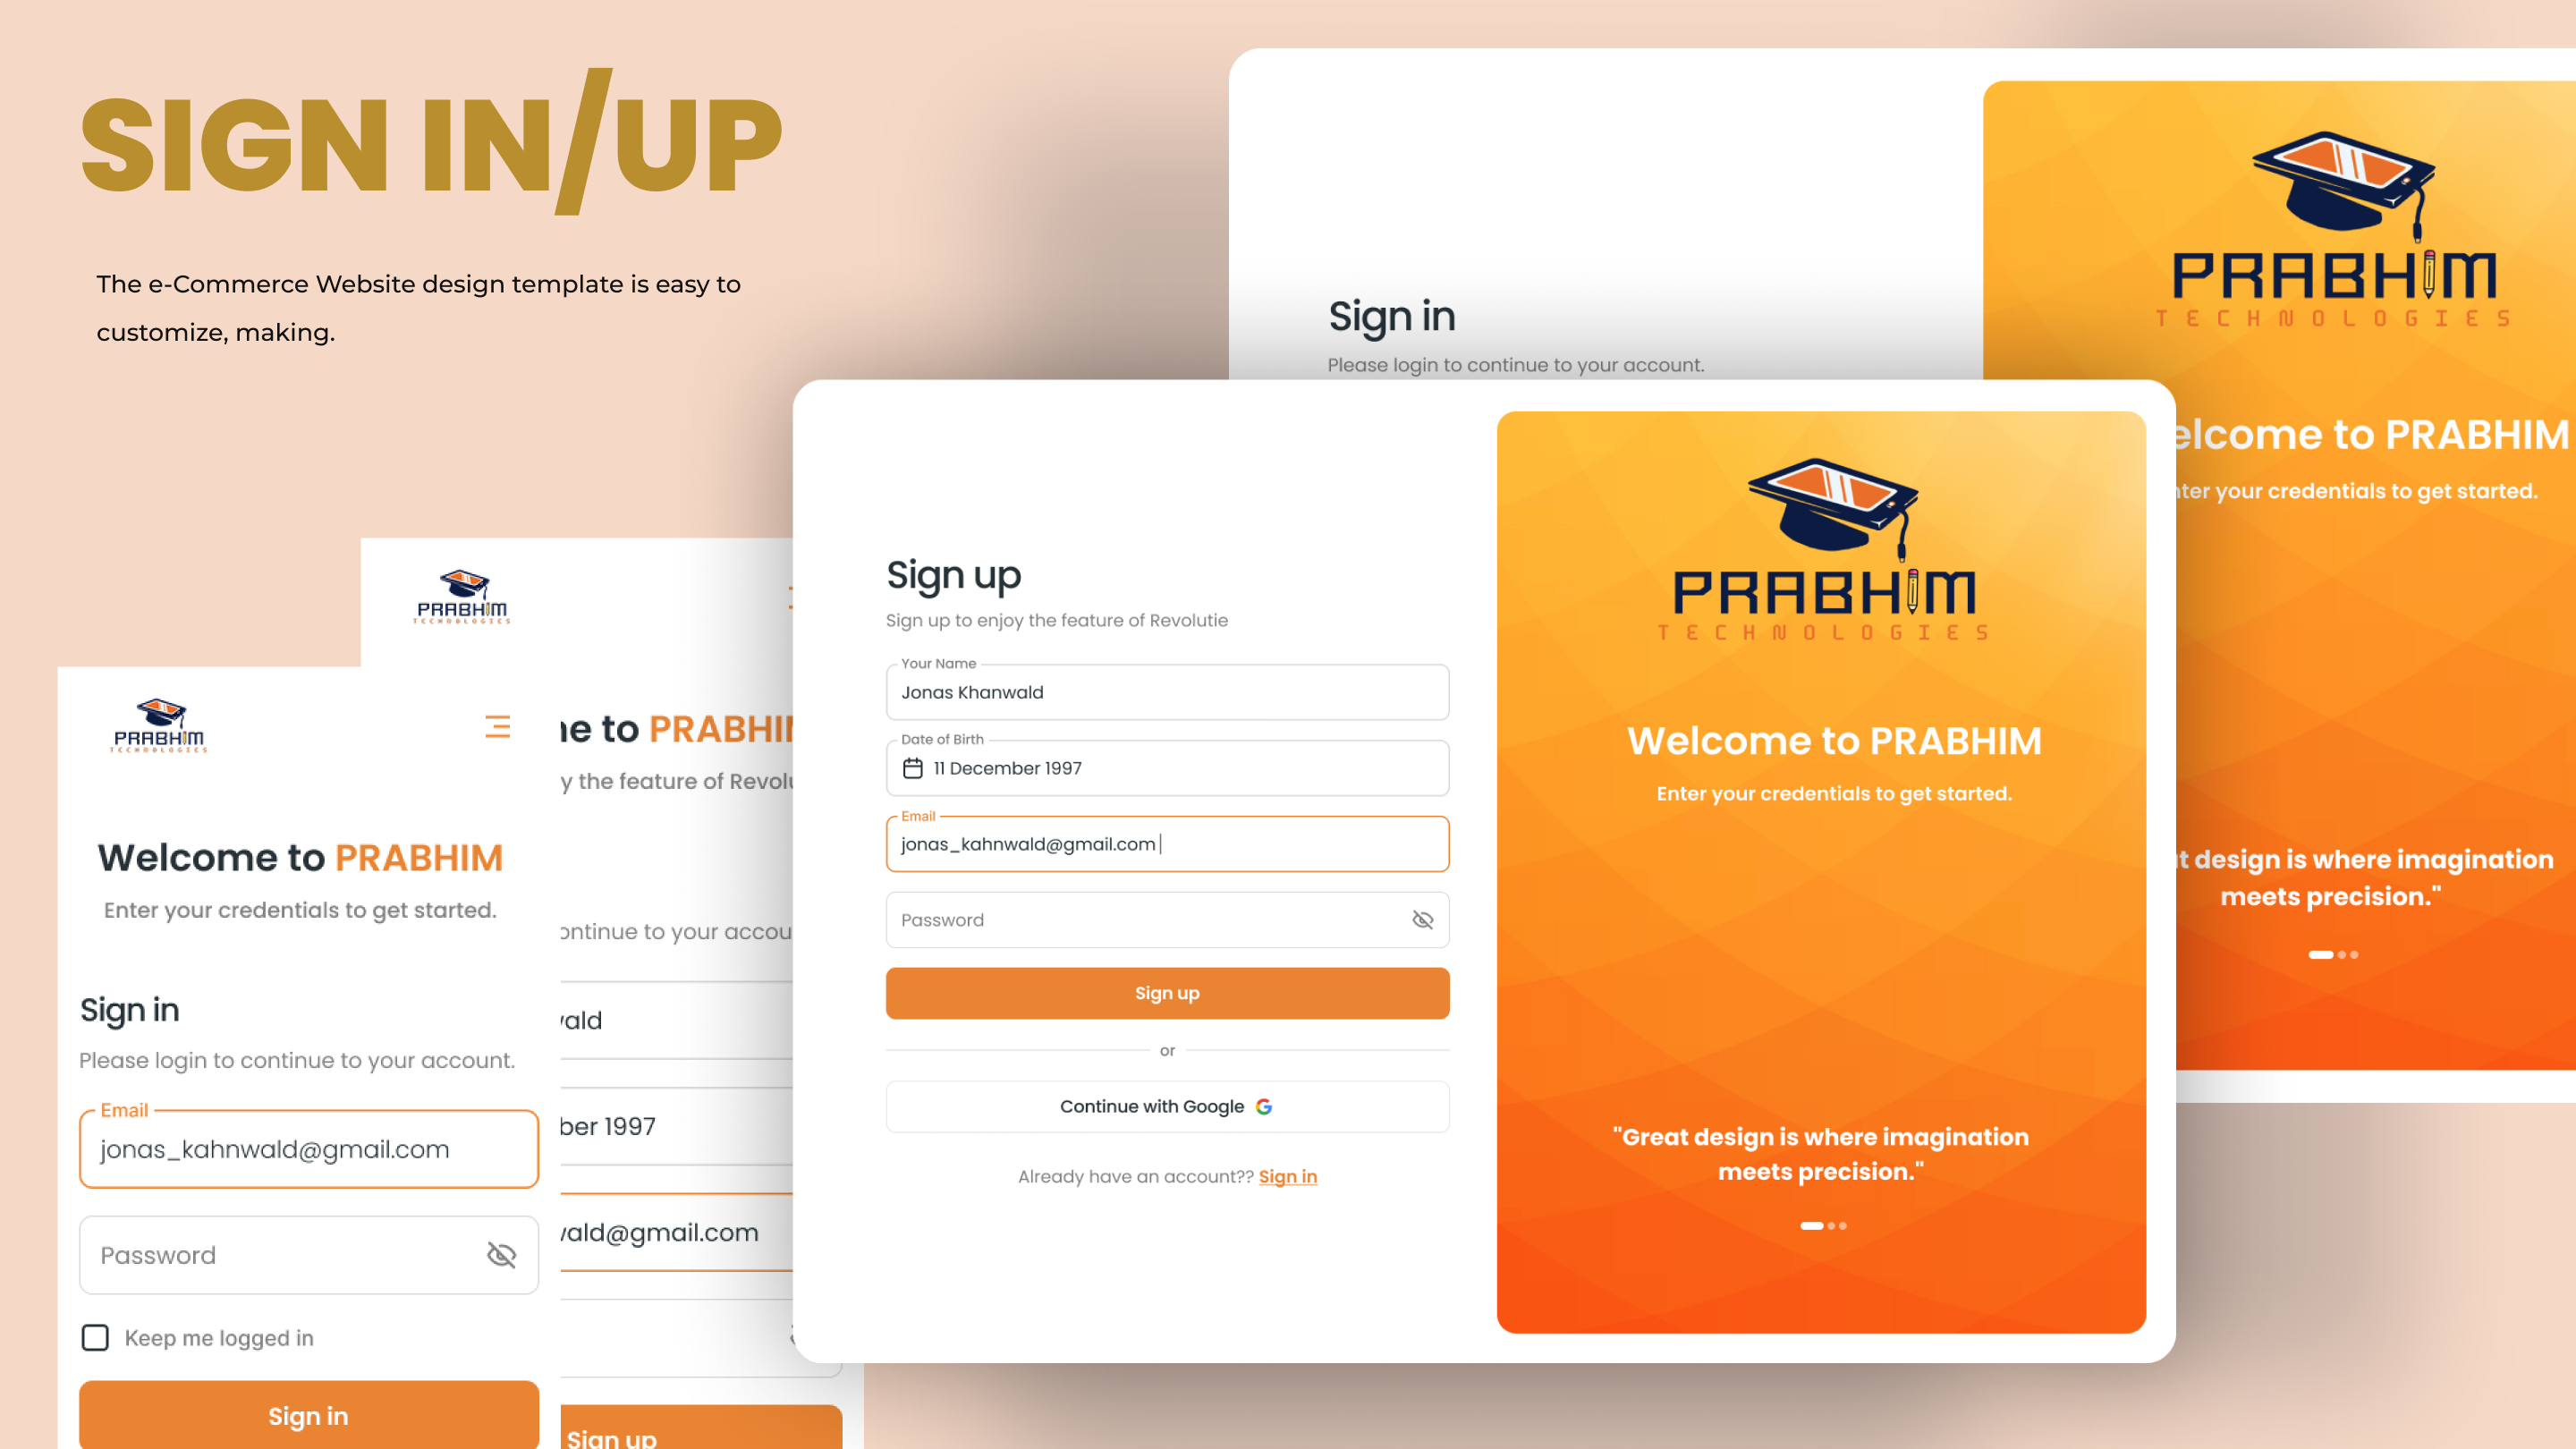 SIGN IN/UP
The e-Commerce Website design template is easy to
customize, making.
Sign in
Please login to continue to your account.
PRABHIM
TECHNOLOGIES
elcome to PRABHIM
nter your credentials to get started.
t design is where imagination
meets precision."
Sign up
Sign up to enjoy the feature of Revolutie
Your Name
Jonas Khanwald
Date of Birth
11 December 1997
Email
jonas_kahnwald@gmail.com
Password
Sign up
or
Continue with Google
Already have an account?? Sign in
PRABHIM
TECHNOLOGIES
Welcome to PRABHIM
Enter your credentials to get started.
"Great design is where imagination
meets precision."
PRABHIM
TECHNOLOGIES
e to PRABHI
y the feature of Revolu
ontinue to your accou
ald
ber 1997
ald@gmail.com
Sign up
PRABHIM
TECHNOLOGIES
Welcome to PRABHIM
Enter your credentials to get started.
Sign in
Please login to continue to your account.
Email
jonas_kahnwald@gmail.com
Password
Keep me logged in
Sign in